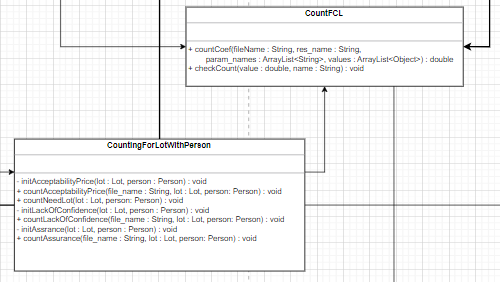 CountFCL
+ countCoef(fileName : String, res_name : String,
param_names : ArrayList<String>, values : ArrayList<Object>) : double
+ checkCount(value : double, name : String) : void
CountingForLotWithPerson
- initAcceptabilityPrice(lot : Lot, person : Person) : void
+ countAcceptabilityPrice(file_name : String, lot : Lot, person: Person) : void
+ countNeedLot(lot : Lot, person: Person) : void
- initLackOfConfidence(lot : Lot, person : Person) : void
+ countLackOfConfidence(file_name : String, lot : Lot, person: Person) : void
- initAssrance(lot : Lot, person: Person) : void
+ countAssurance(file_name : String, lot : Lot, person: Person) : void